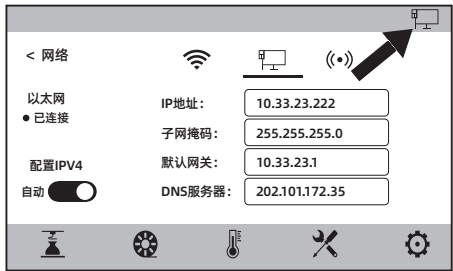 < 网络
以太网
● 已连接
配置IPV4
自动
IP地址： 10.33.23.222
子网掩码： 255.255.255.0
默认网关： 10.33.23.1
DNS服务器： 202.101.172.35